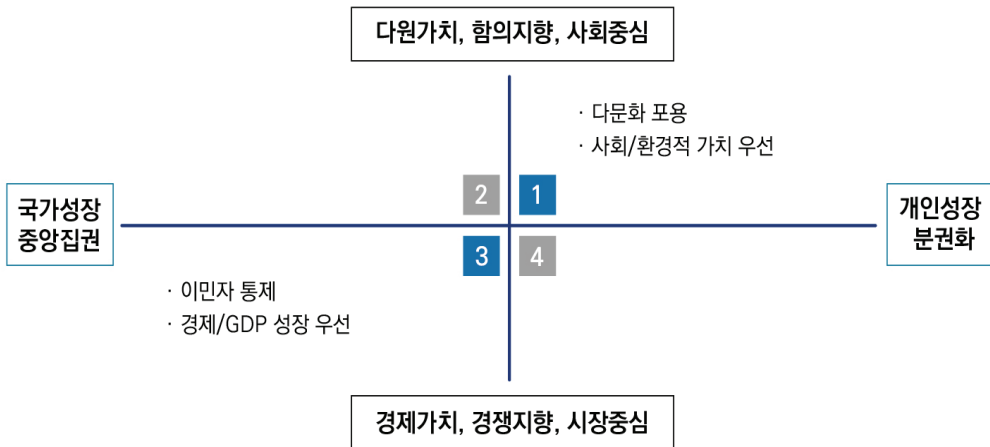 다원가치, 함의지향, 사회중심
· 다문화 포용
· 사회/환경적 가치 우선
2 1
국가성장
중앙집권
개인성장
분권화
3 4
· 이민자 통제
· 경제/GDP 성장 우선
경제가치, 경쟁지향, 시장중심